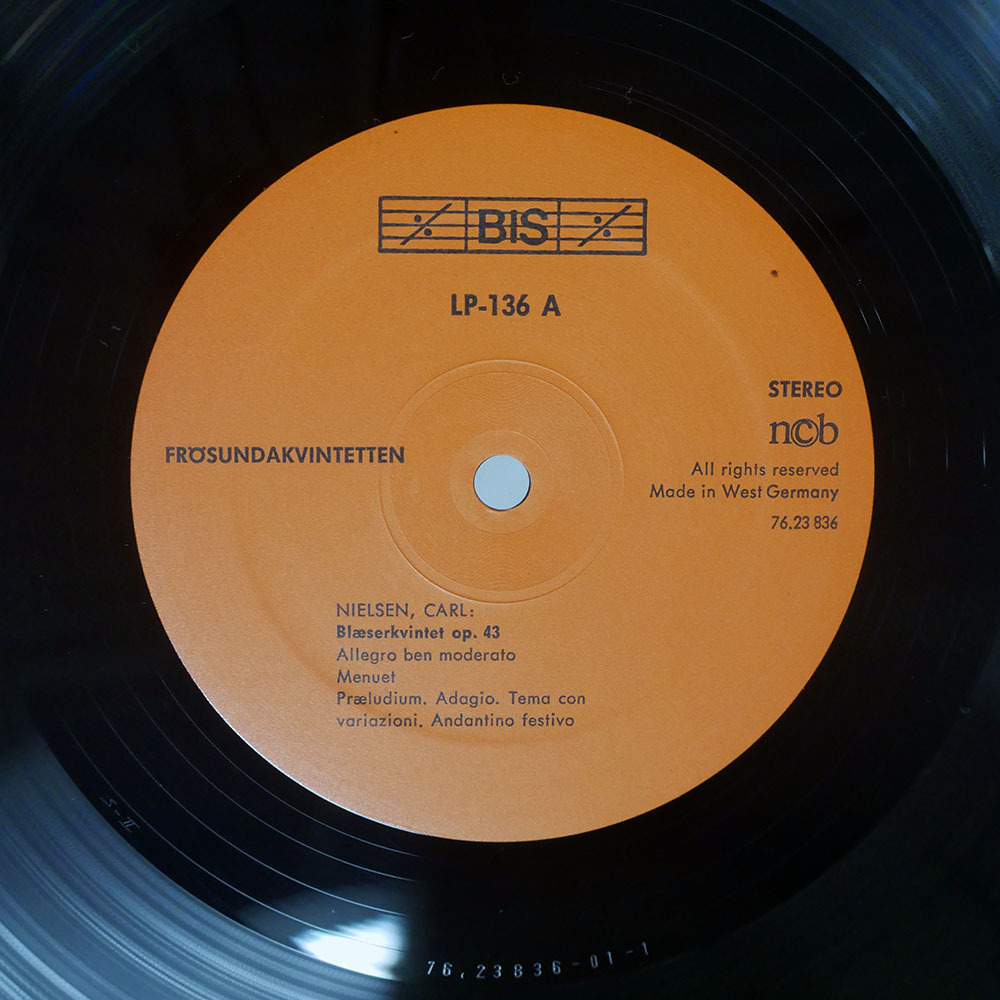 BIS
LP-136 A
STEREO
ncb
FRÖSUNDAKVINTETTEN
All rights reserved
Made in West Germany
76.23 836
NIELSEN, CARL:
Blæserkvintet op. 43
Allegro ben moderato
Menuet
Præludium. Adagio. Tema con
variazioni. Andantino festivo
76.23836-01-1